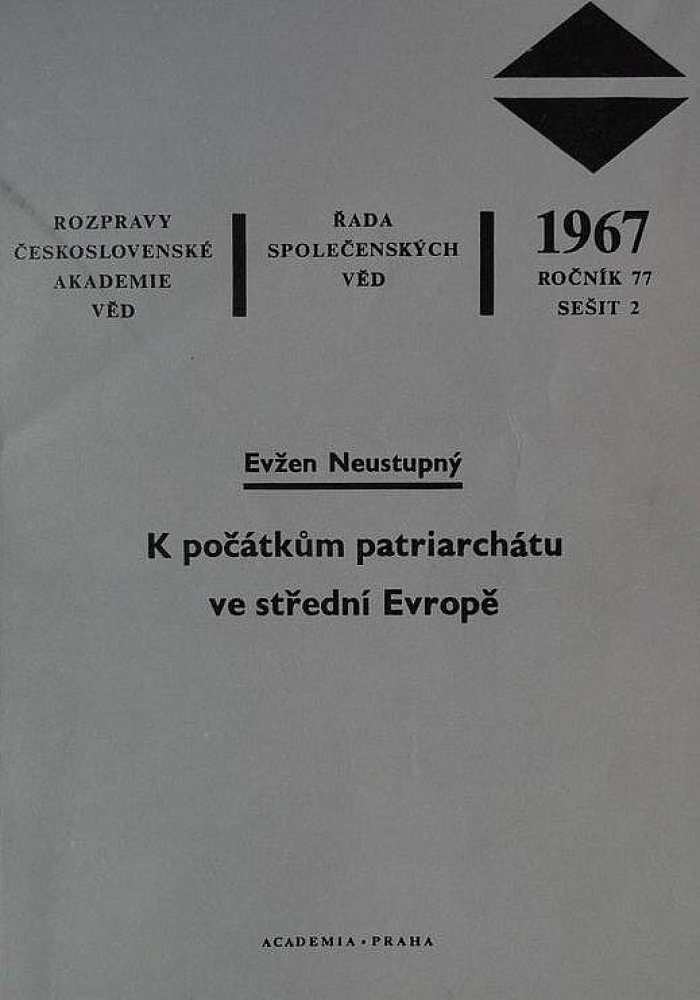 ROZPRAVY
ČESKOSLOVENSKÉ
AKADEMIE
VĚD
ŘADA
SPOLEČENSKÝCH
VĚD
1967
ROČNÍK 77
SEŠIT 2
Evžen Neustupný
K počátkům patriarchátu
ve střední Evropě
ACADEMIA • PRAHA